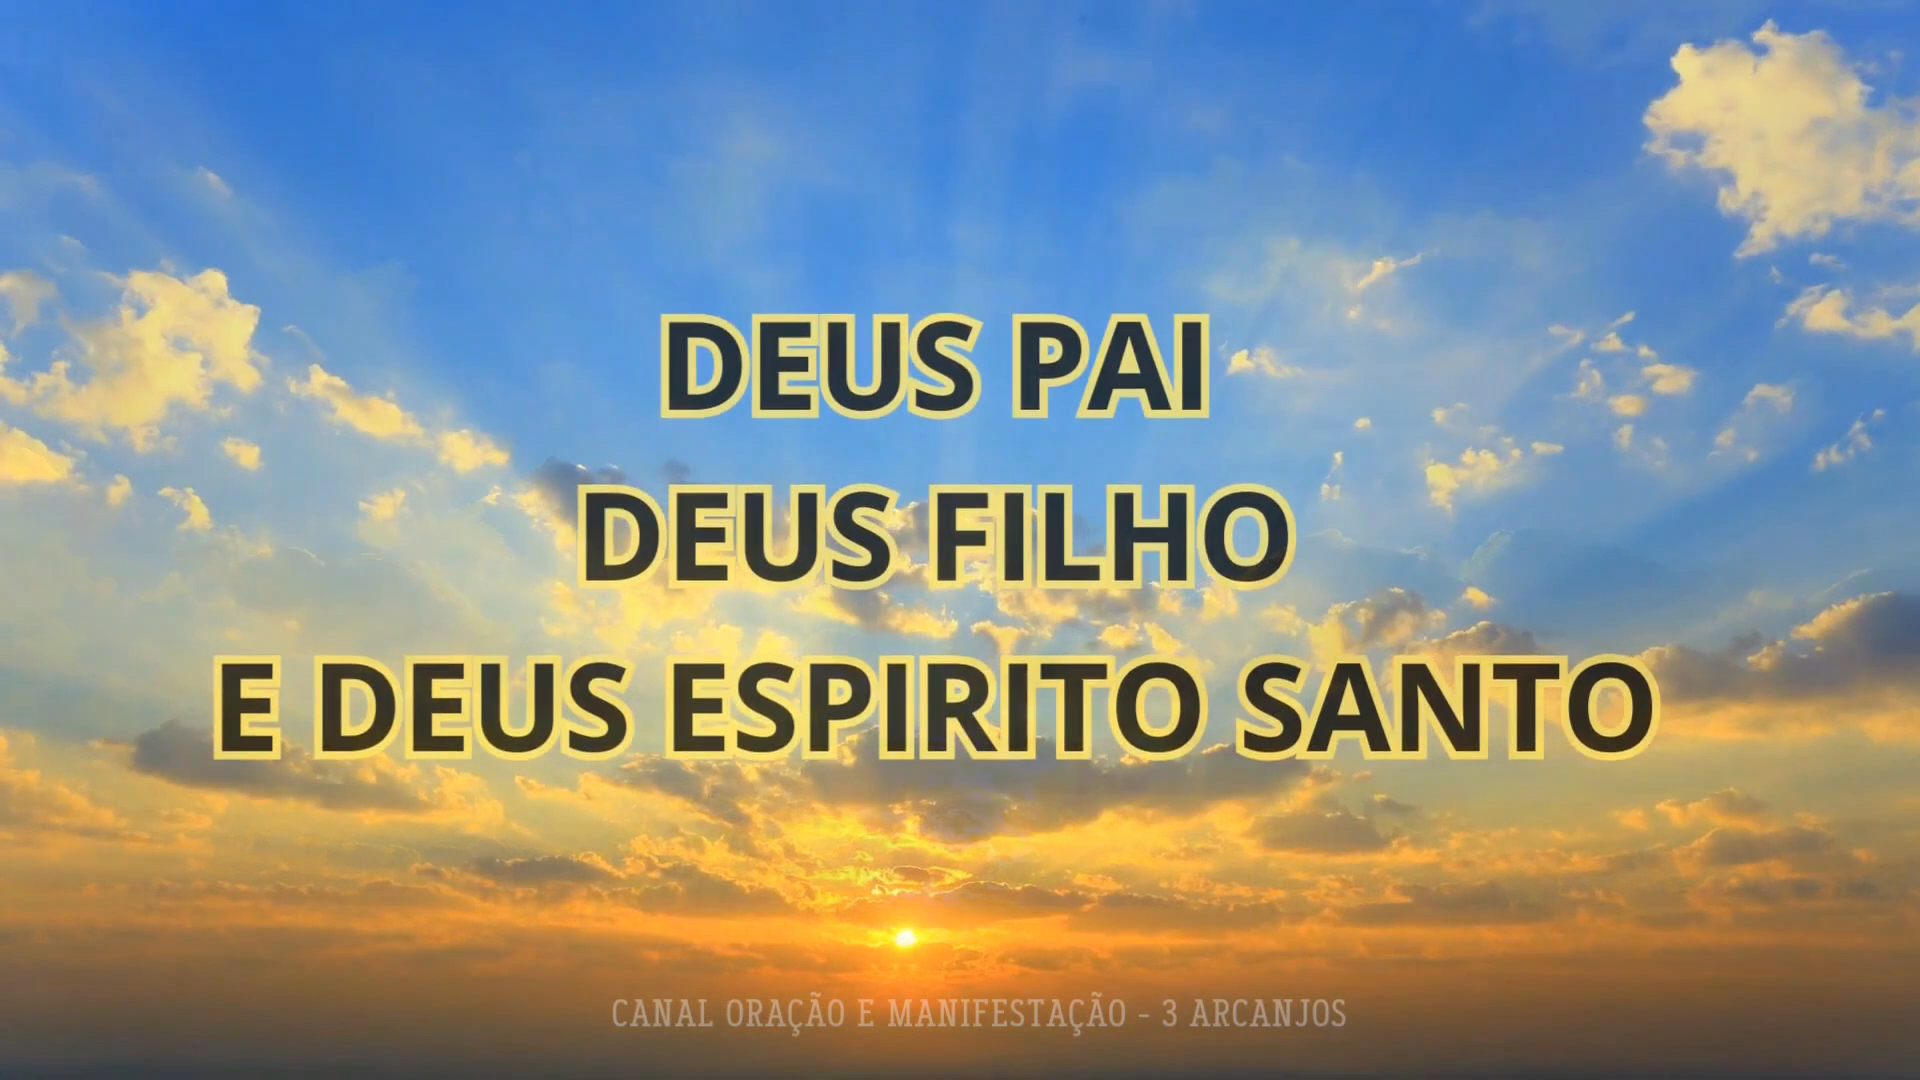 DEUS PAI
DEUS FILHO
E DEUS ESPIRITO SANTO
CANAL ORAÇÃO E MANIFESTAÇÃO - 3 ARCANJOS